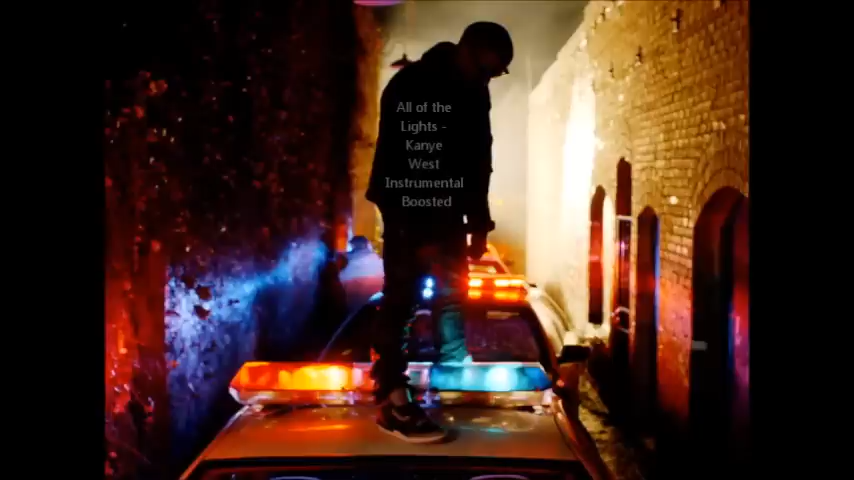 All of the
Lights -
Kanye
West
Instrumental
Boosted